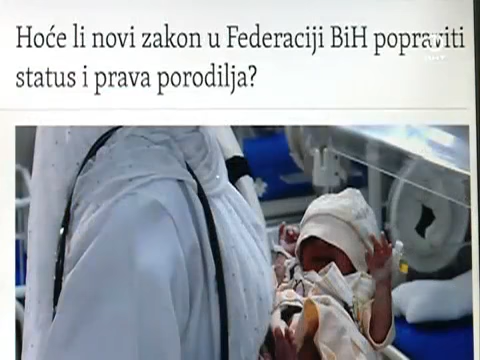 Hoće li novi zakon u Federaciji BiH popraviti
status i prava porodilja?